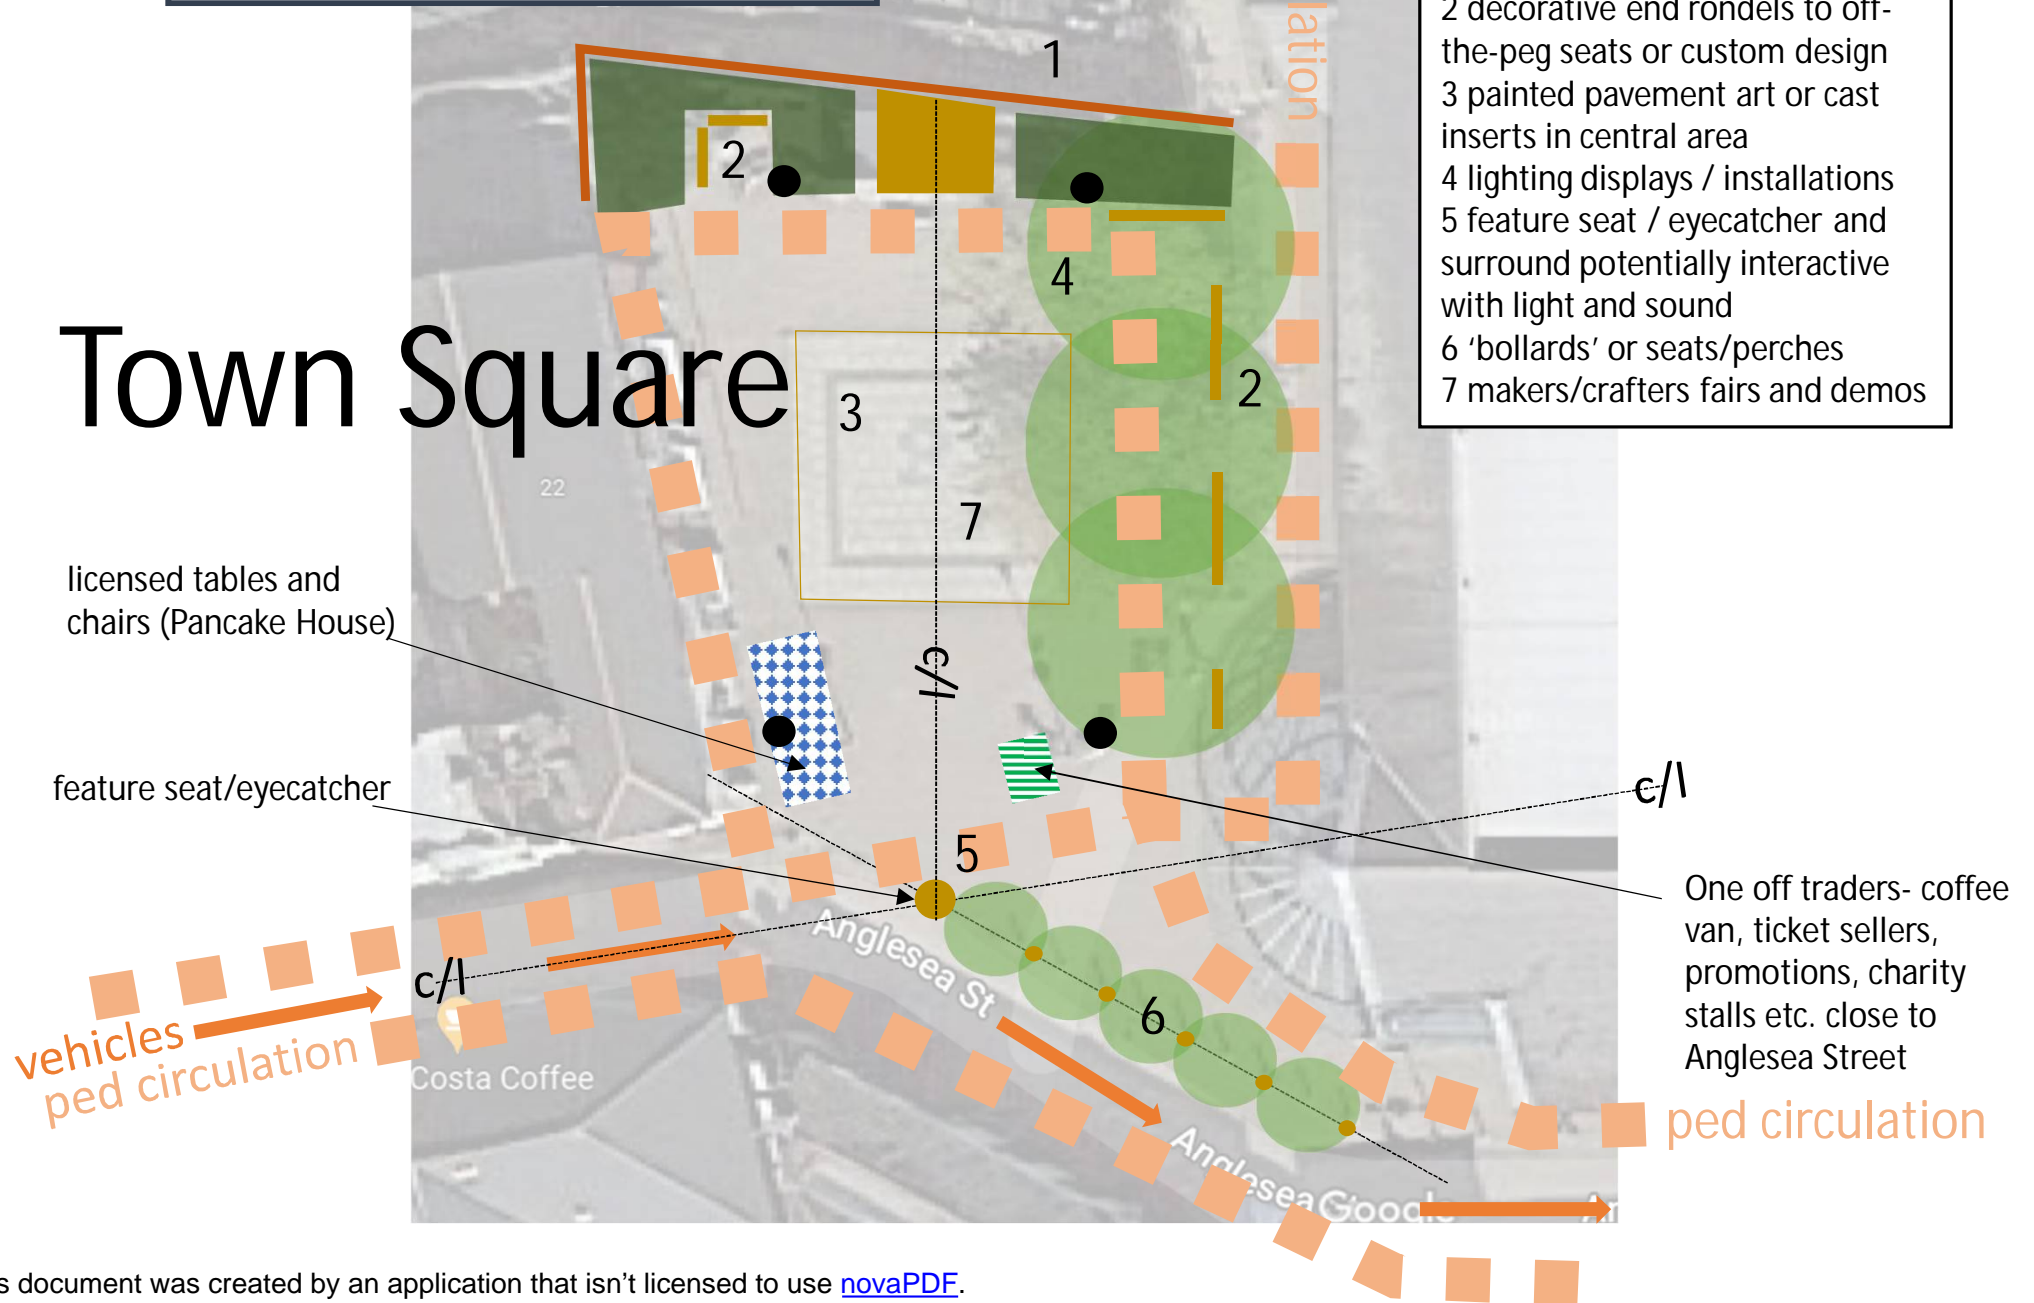 2 decorative end rondels to off-
the-peg seats or custom design
3 painted pavement art or cast
inserts in central area
4 lighting displays / installations
5 feature seat / eyecatcher and
surround potentially interactive
with light and sound
6 'bollards' or seats/perches
7 makers/crafters fairs and demos
lation
1
2
4
Town Square
3
2
22
7
licensed tables and
chairs (Pancake House)
c/l
feature seat/eyecatcher
c/l
5
One off traders- coffee
van, ticket sellers,
promotions, charity
stalls etc. close to
Anglesea Street
Anglesea St
c/l
6
vehicles
ped circulation
Costa Coffee
ped circulation
Anglesea
Google
s document was created by an application that isn't licensed to use novaPDF.